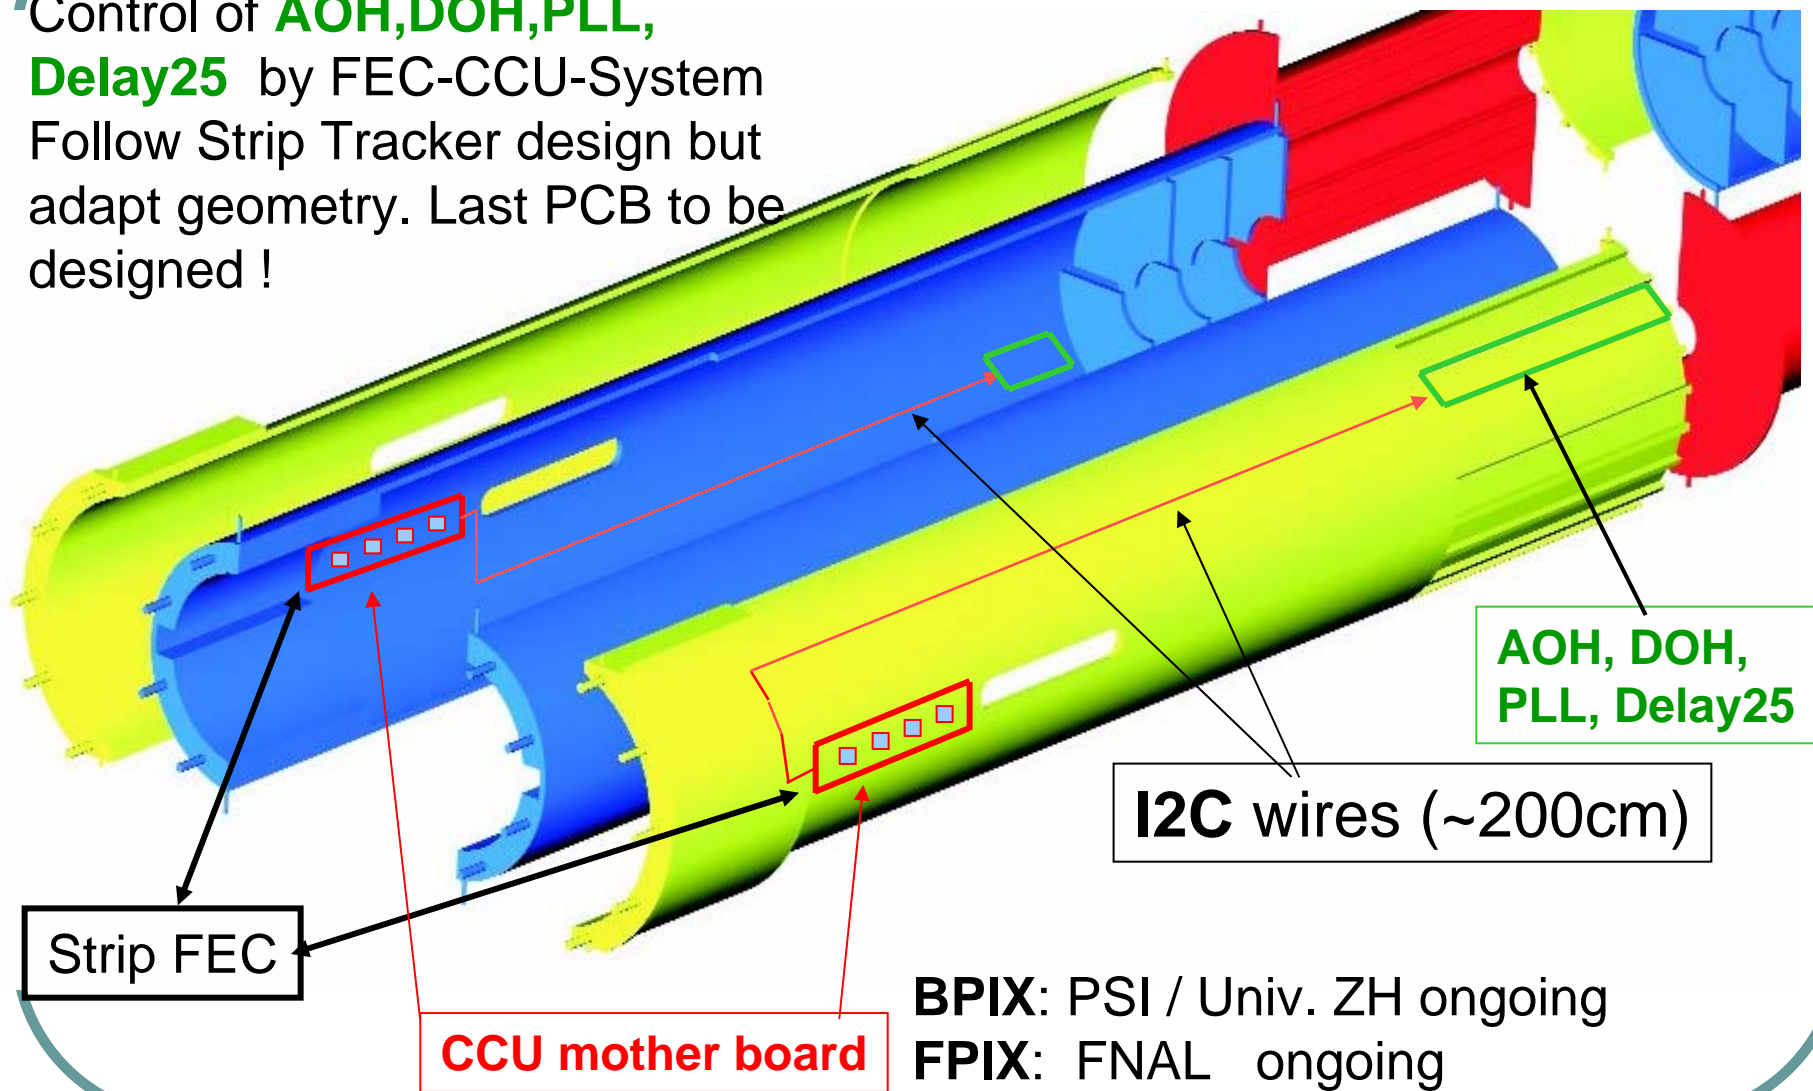 Control of AOH,DOH,PLL,
Delay25 by FEC-CCU-System
Follow Strip Tracker design but
adapt geometry. Last PCB to be
designed !
AOH, DOH,
PLL, Delay25
I2C wires (~200cm)
Strip FEC
CCU mother board
BPIX: PSI / Univ. ZH ongoing
FPIX: FNAL ongoing